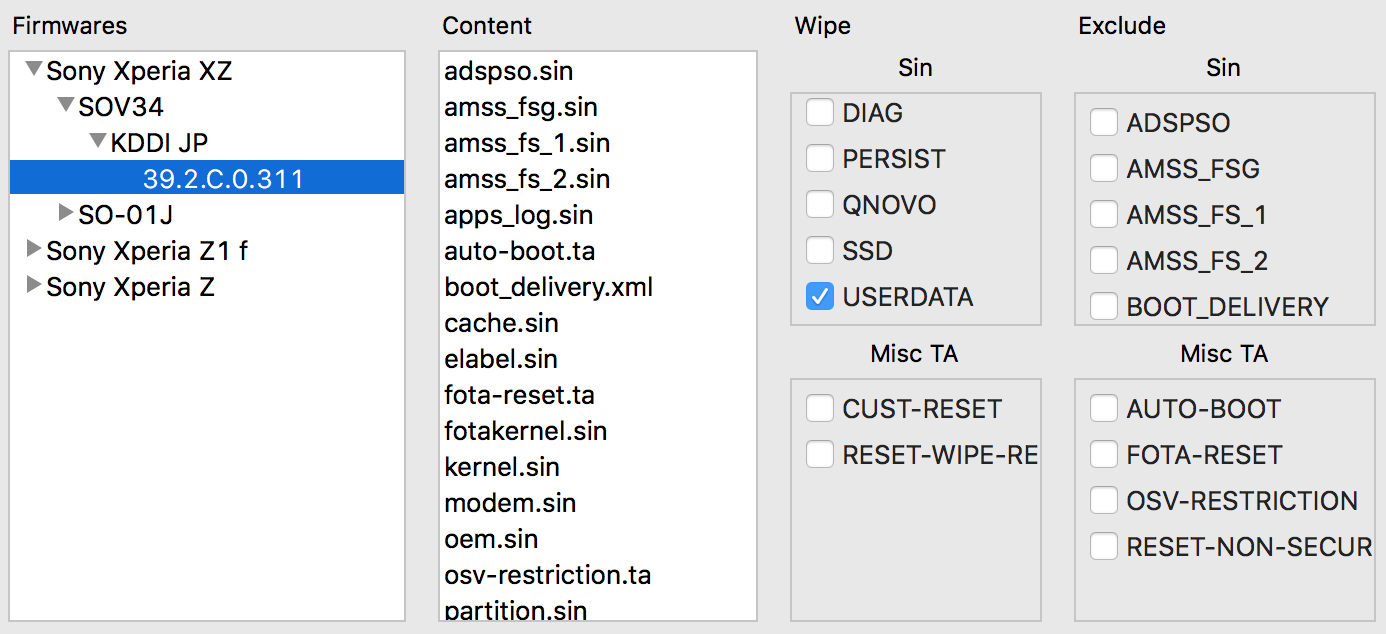 Firmwares
Sony Xperia XZ
SOV34
KDDI JP
39.2.C.0.311
SO-01J
Sony Xperia Z1 f
Sony Xperia Z
Content
adspso.sin
amss_fsg.sin
amss_fs_1.sin
amss_fs_2.sin
apps_log.sin
auto-boot.ta
boot_delivery.xml
cache.sin
elabel.sin
fota-reset.ta
fotakernel.sin
kernel.sin
modem.sin
oem.sin
osv-restriction.ta
partition.sin
Wipe
Sin
DIAG
PERSIST
QNOVO
SSD
USERDATA
Misc TA
CUST-RESET
RESET-WIPE-RE
Exclude
Sin
ADSPSO
AMSS_FSG
AMSS_FS_1
AMSS_FS_2
BOOT_DELIVERY
Misc TA
AUTO-BOOT
FOTA-RESET
OSV-RESTRICTION
RESET-NON-SECUR